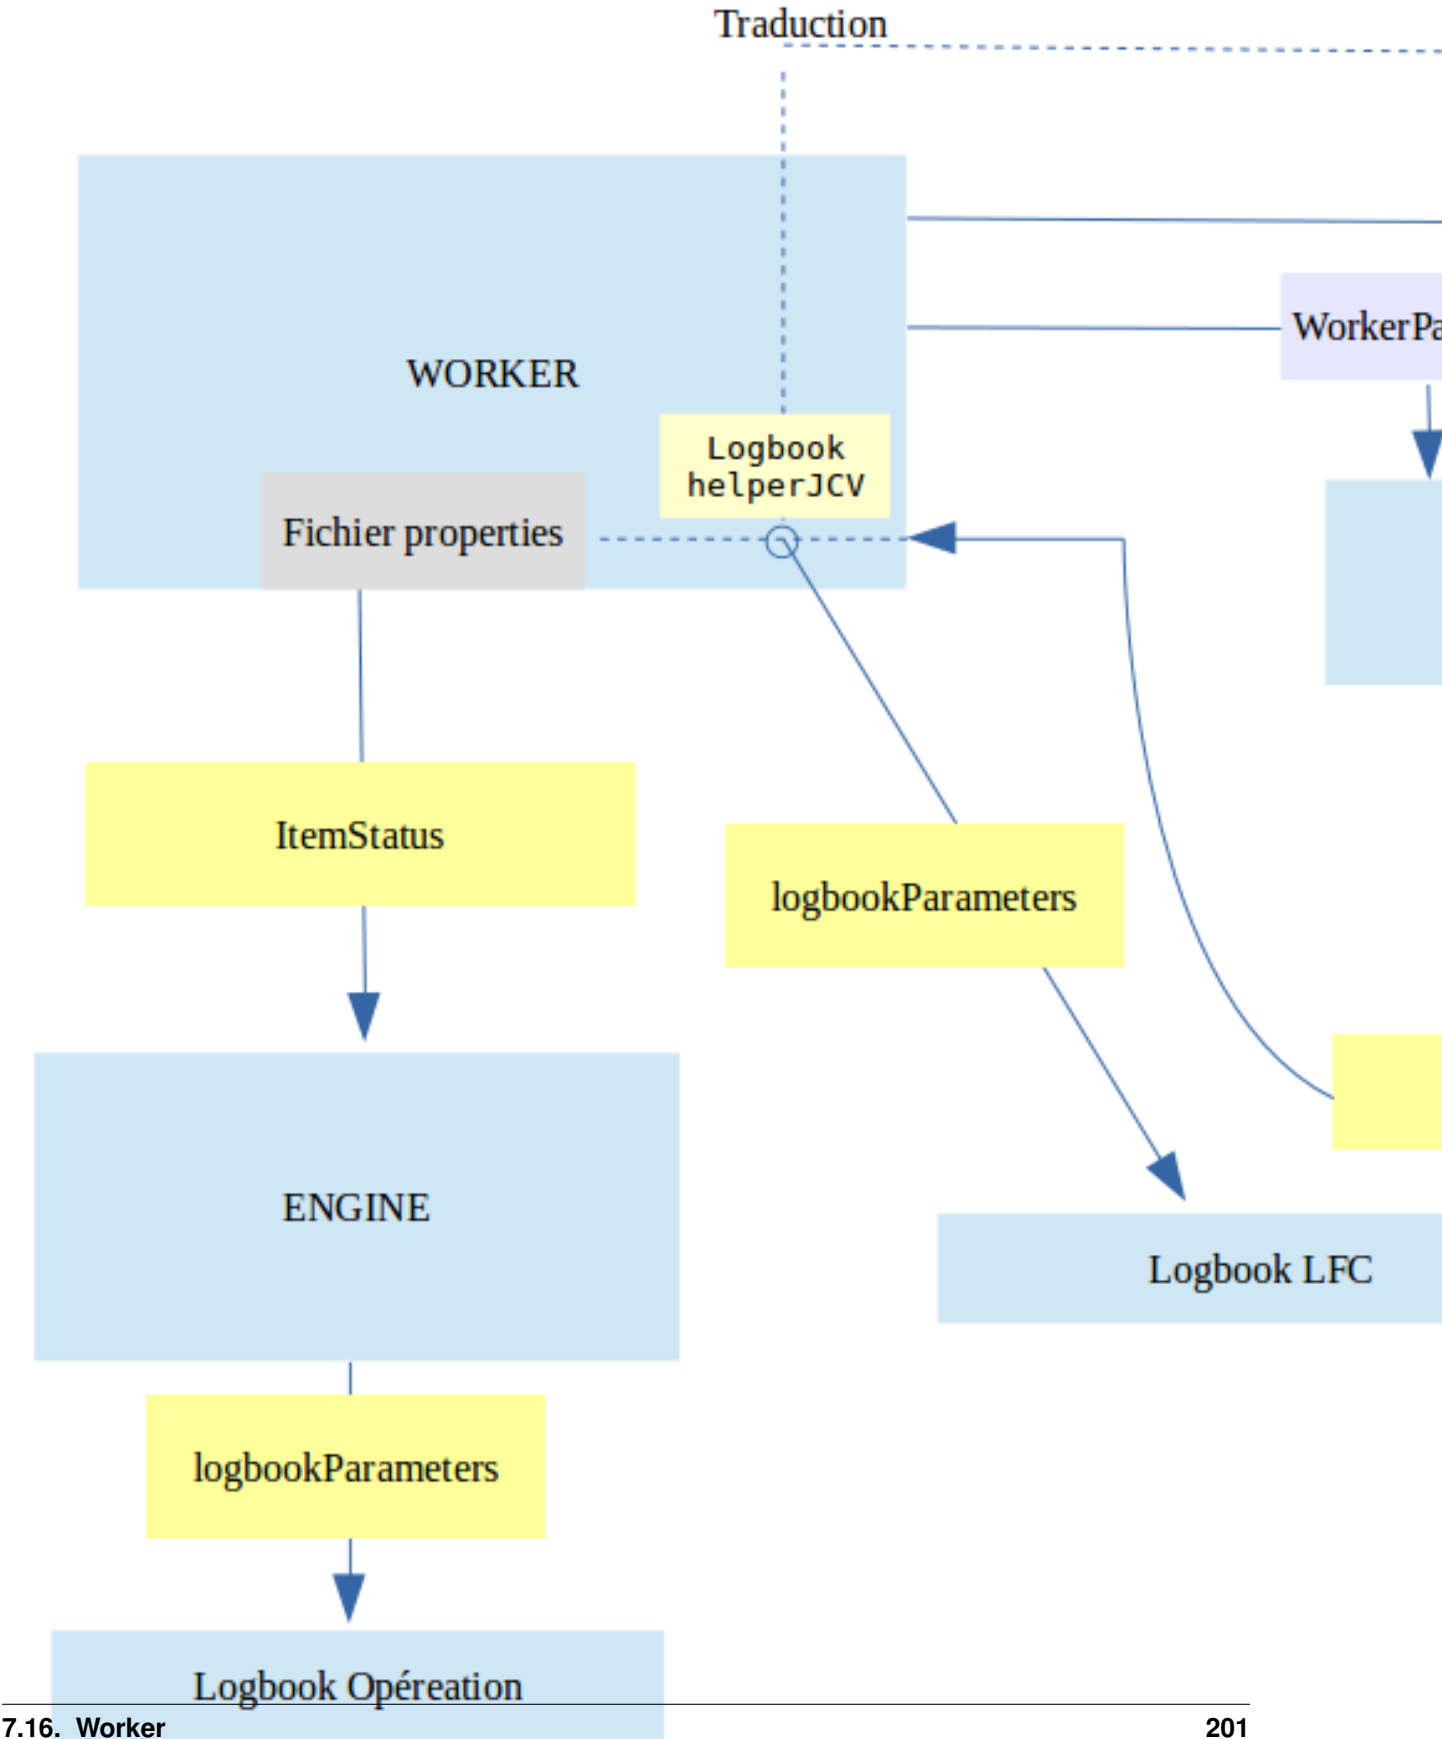 Traduction
WorkerPa
WORKER
Logbook
helperJCV
Fichier properties
ItemStatus
logbookParameters
ENGINE
Logbook LFC
logbookParameters
Logbook Opéreation
7.16. Worker 201